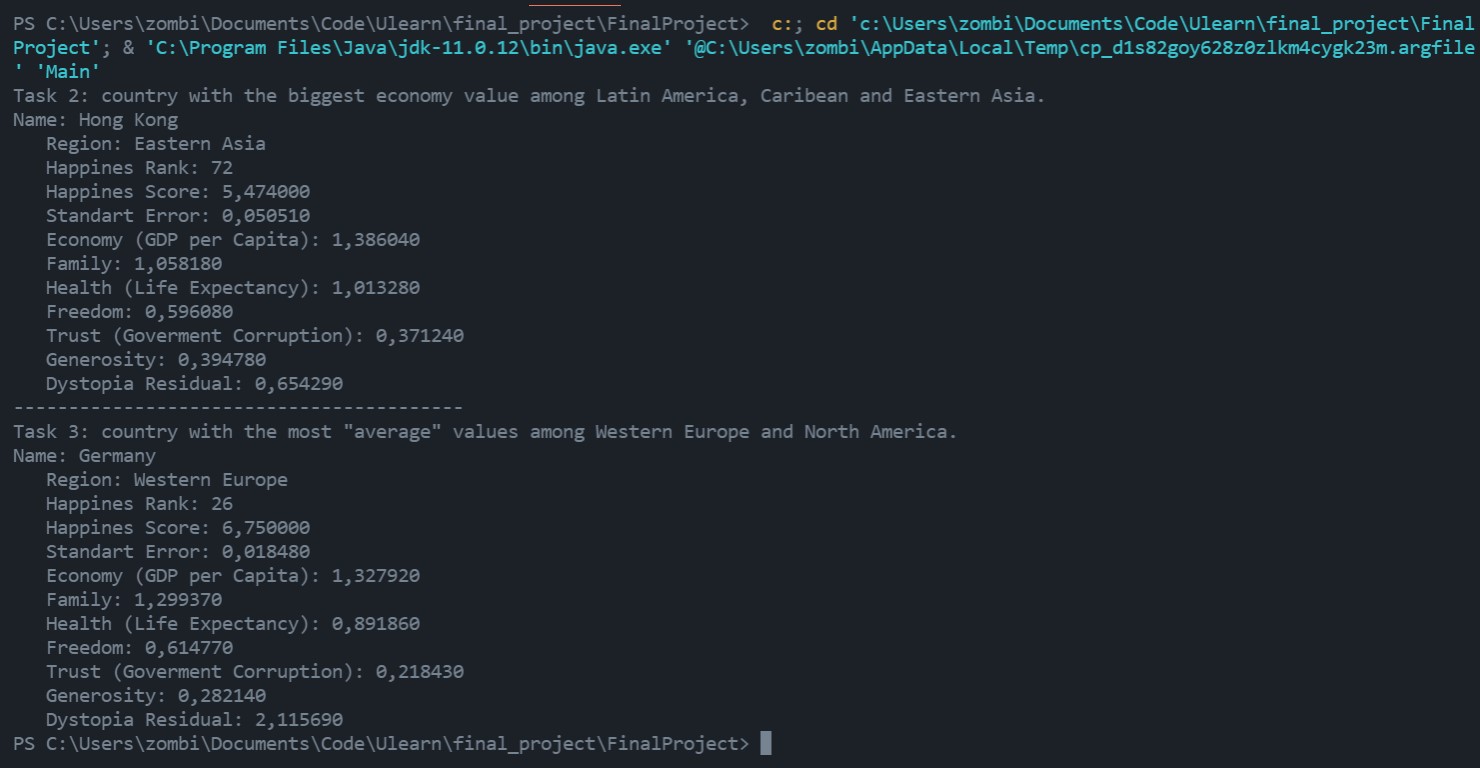 PS C:\Users\zombi\Documents\Code\Ulearn\final_project\FinalProject>  c:; cd 'c:\Users\zombi\Documents\Code\Ulearn\final_project\Final
Project'; & 'C:\Program Files\Java\jdk-11.0.12\bin\java.exe' '@C:\Users\zombi\AppData\Local\Temp\cp_d1s82goy628z0zlkm4cygk23m.argfile
' 'Main'
Task 2: country with the biggest economy value among Latin America, Caribean and Eastern Asia.
Name: Hong Kong
   Region: Eastern Asia
   Happines Rank: 72
   Happines Score: 5,474000
   Standart Error: 0,050510
   Economy (GDP per Capita): 1,386040
   Family: 1,058180
   Health (Life Expectancy): 1,013280
   Freedom: 0,596080
   Trust (Goverment Corruption): 0,371240
   Generosity: 0,394780
   Dystopia Residual: 0,654290
-----------------------------------------
Task 3: country with the most "average" values among Western Europe and North America.
Name: Germany
   Region: Western Europe
   Happines Rank: 26
   Happines Score: 6,750000
   Standart Error: 0,018480
   Economy (GDP per Capita): 1,327920
   Family: 1,299370
   Health (Life Expectancy): 0,891860
   Freedom: 0,614770
   Trust (Goverment Corruption): 0,218430
   Generosity: 0,282140
   Dystopia Residual: 2,115690
PS C:\Users\zombi\Documents\Code\Ulearn\final_project\FinalProject>